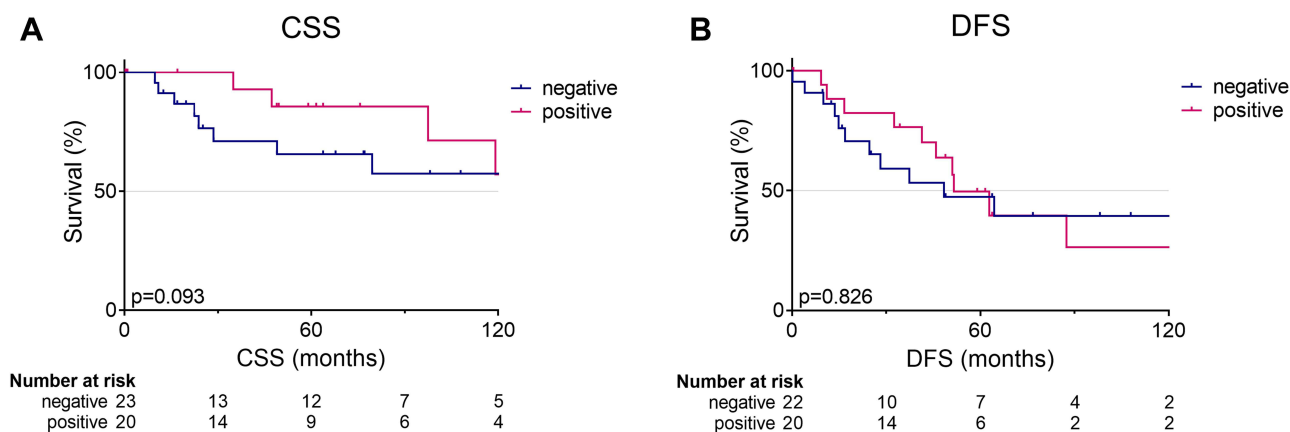 A
CSS
Survival (%)
100
50
0
p=0.093
0 60 120
CSS (months)
negative
positive
Number at risk
negative 23 13 12 7 5
positive 20 14 9 6 4
B
DFS
Survival (%)
100
50
0
p=0.826
0 60 120
DFS (months)
negative
positive
Number at risk
negative 22 10 7 4 2
positive 20 14 6 2 2